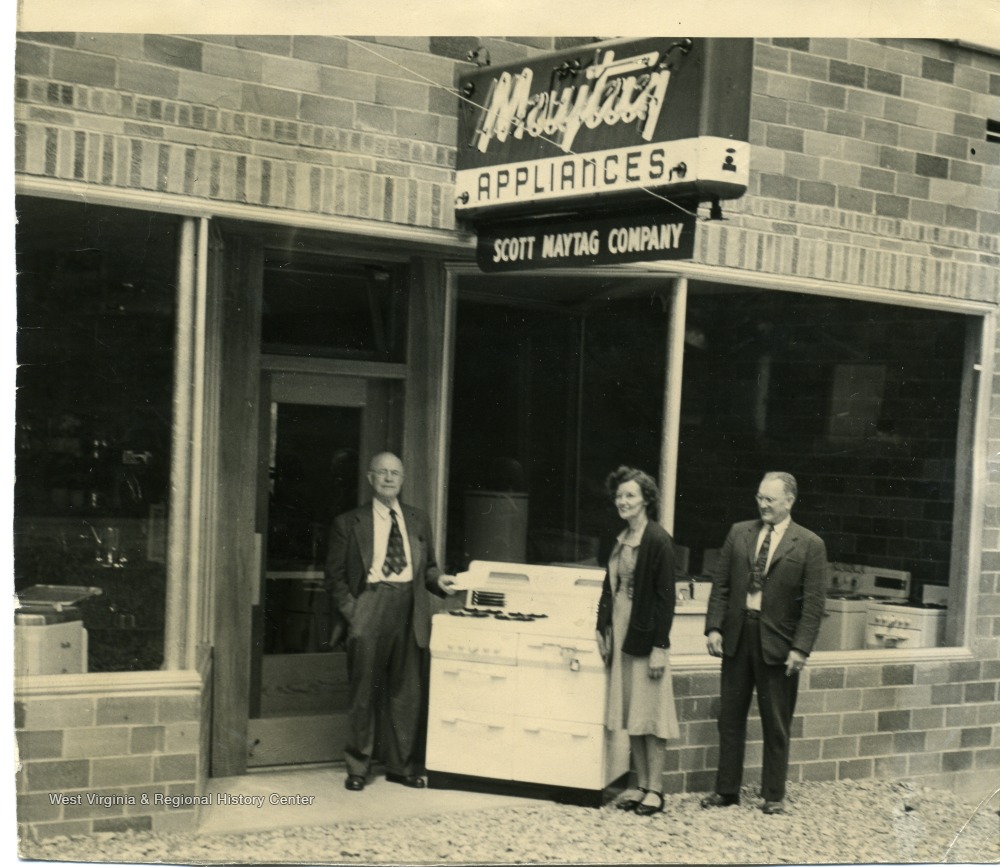 Maytag
APPLIANCES
SCOTT MAYTAG COMPANY
West Virginia & Regional History Center